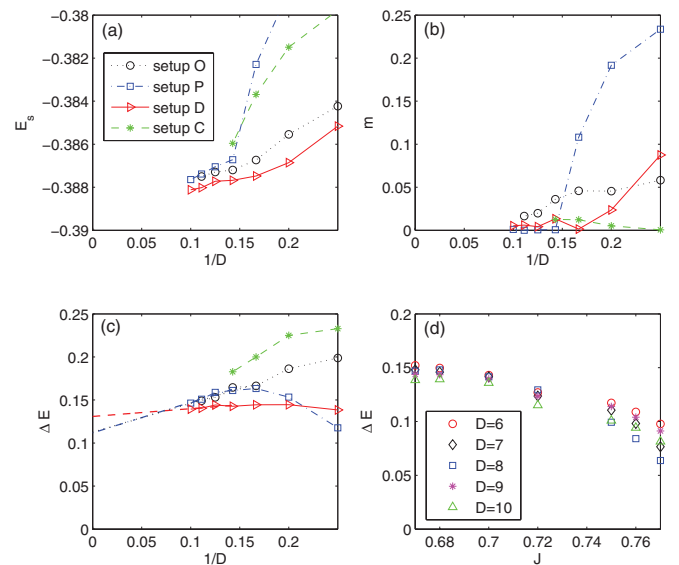 (a)
-0.38
-0.382
-0.384
-0.386
-0.388
-0.39
E_s
setup O
setup P
setup D
setup C
0 0.05 0.1 0.15 0.2
1/D
(b)
0.25
0.2
0.15
0.1
0.05
0
m
0 0.05 0.1 0.15 0.2
1/D
(c)
0.25
0.2
0.15
0.1
0.05
0
Δ E
0 0.05 0.1 0.15 0.2
1/D
(d)
0.2
0.15
0.1
0.05
0
Δ E
D=6
D=7
D=8
D=9
D=10
0.68 0.7 0.72 0.74 0.76
J